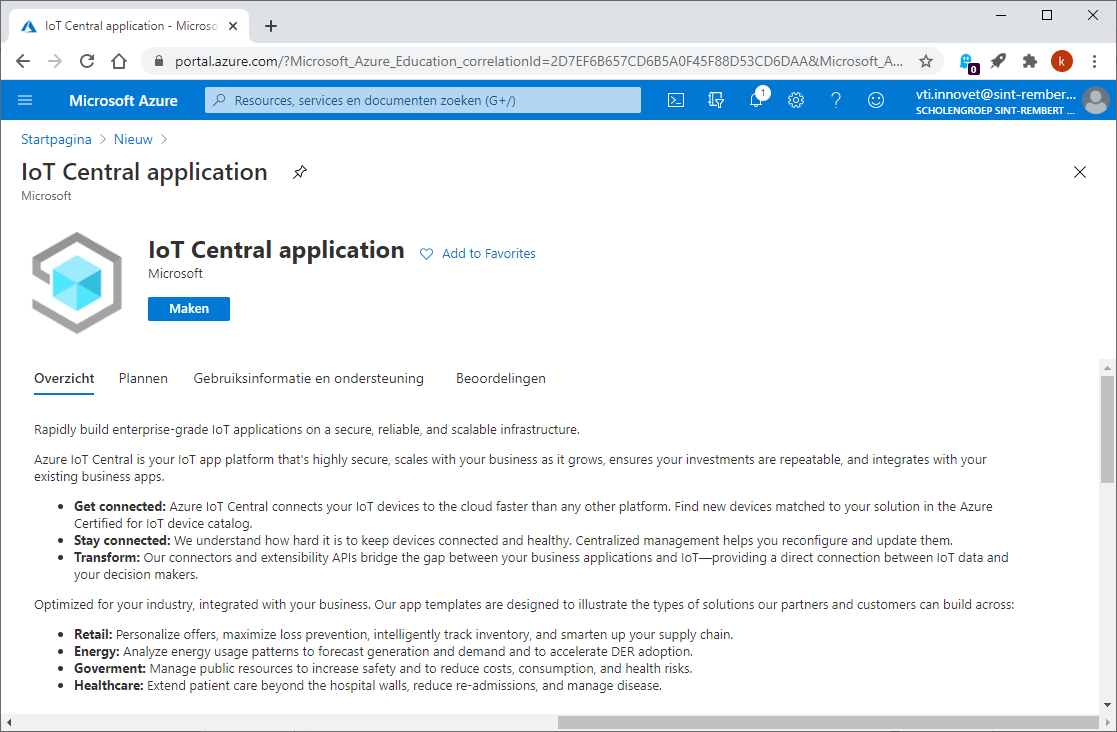 IoT Central application - Microso
portal.azure.com/?Microsoft_Azure_Education_correlationId=2D7EF6B657CD6B5A0F45F88D53CD6DAA&Microsoft_A...
0
k
Microsoft Azure
Resources, services en documenten zoeken (G+/)
1
vti.innovet@sint-rember...
SCHOLENGROEP SINT-REMBERT ...
Startpagina > Nieuw >
IoT Central application
Microsoft
IoT Central application
Add to Favorites
Microsoft
Maken
Overzicht Plannen Gebruiksinformatie en ondersteuning Beoordelingen
Rapidly build enterprise-grade IoT applications on a secure, reliable, and scalable infrastructure.
Azure IoT Central is your IoT app platform that's highly secure, scales with your business as it grows, ensures your investments are repeatable, and integrates with your
existing business apps.
• Get connected: Azure IoT Central connects your IoT devices to the cloud faster than any other platform. Find new devices matched to your solution in the Azure
Certified for IoT device catalog.
• Stay connected: We understand how hard it is to keep devices connected and healthy. Centralized management helps you reconfigure and update them.
• Transform: Our connectors and extensibility APIs bridge the gap between your business applications and IoT—providing a direct connection between IoT data and
your decision makers.
Optimized for your industry, integrated with your business. Our app templates are designed to illustrate the types of solutions our partners and customers can build across:
• Retail: Personalize offers, maximize loss prevention, intelligently track inventory, and smarten up your supply chain.
• Energy: Analyze energy usage patterns to forecast generation and demand and to accelerate DER adoption.
• Goverment: Manage public resources to increase safety and to reduce costs, consumption, and health risks.
• Healthcare: Extend patient care beyond the hospital walls, reduce re-admissions, and manage disease.